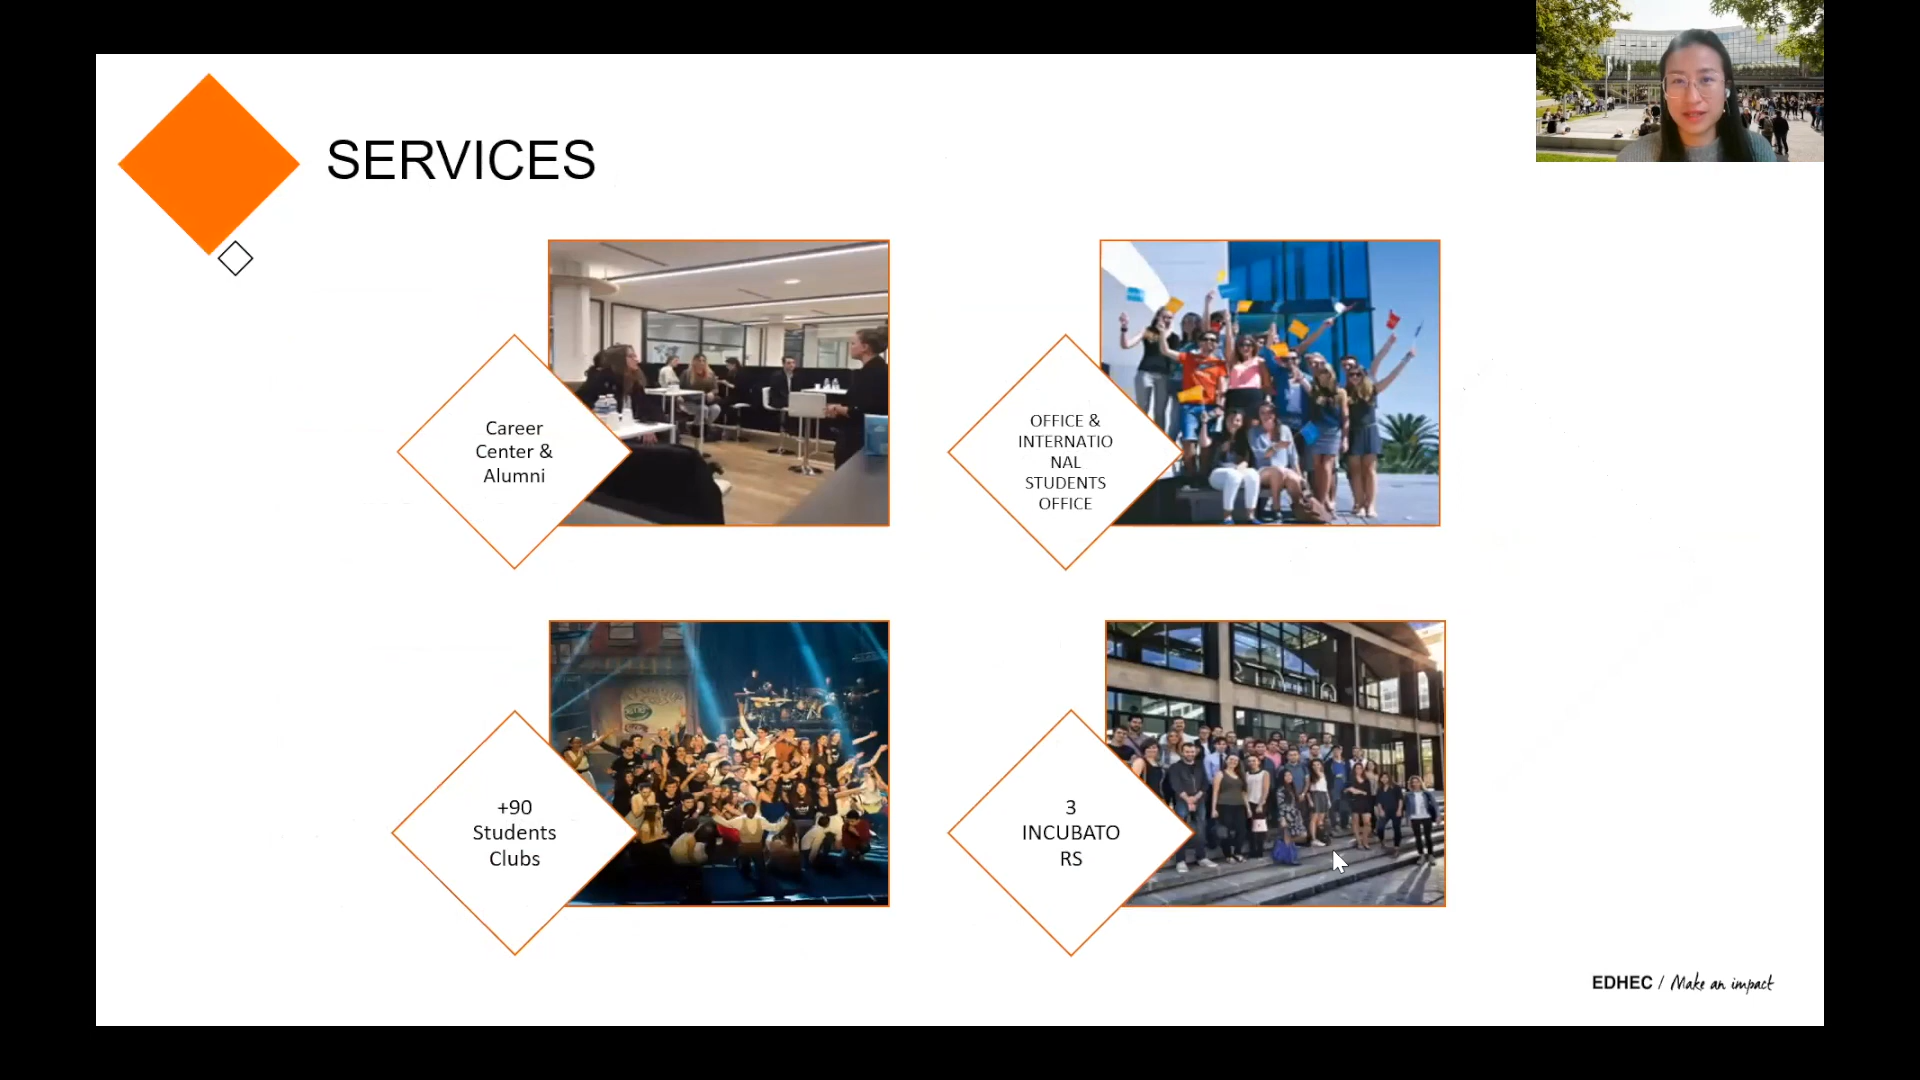 SERVICES
Career
Center &
Alumni
OFFICE &
INTERNATIO
NAL
STUDENTS
OFFICE
+90
Students
Clubs
3
INCUBATO
RS
EDHEC / Make an impact